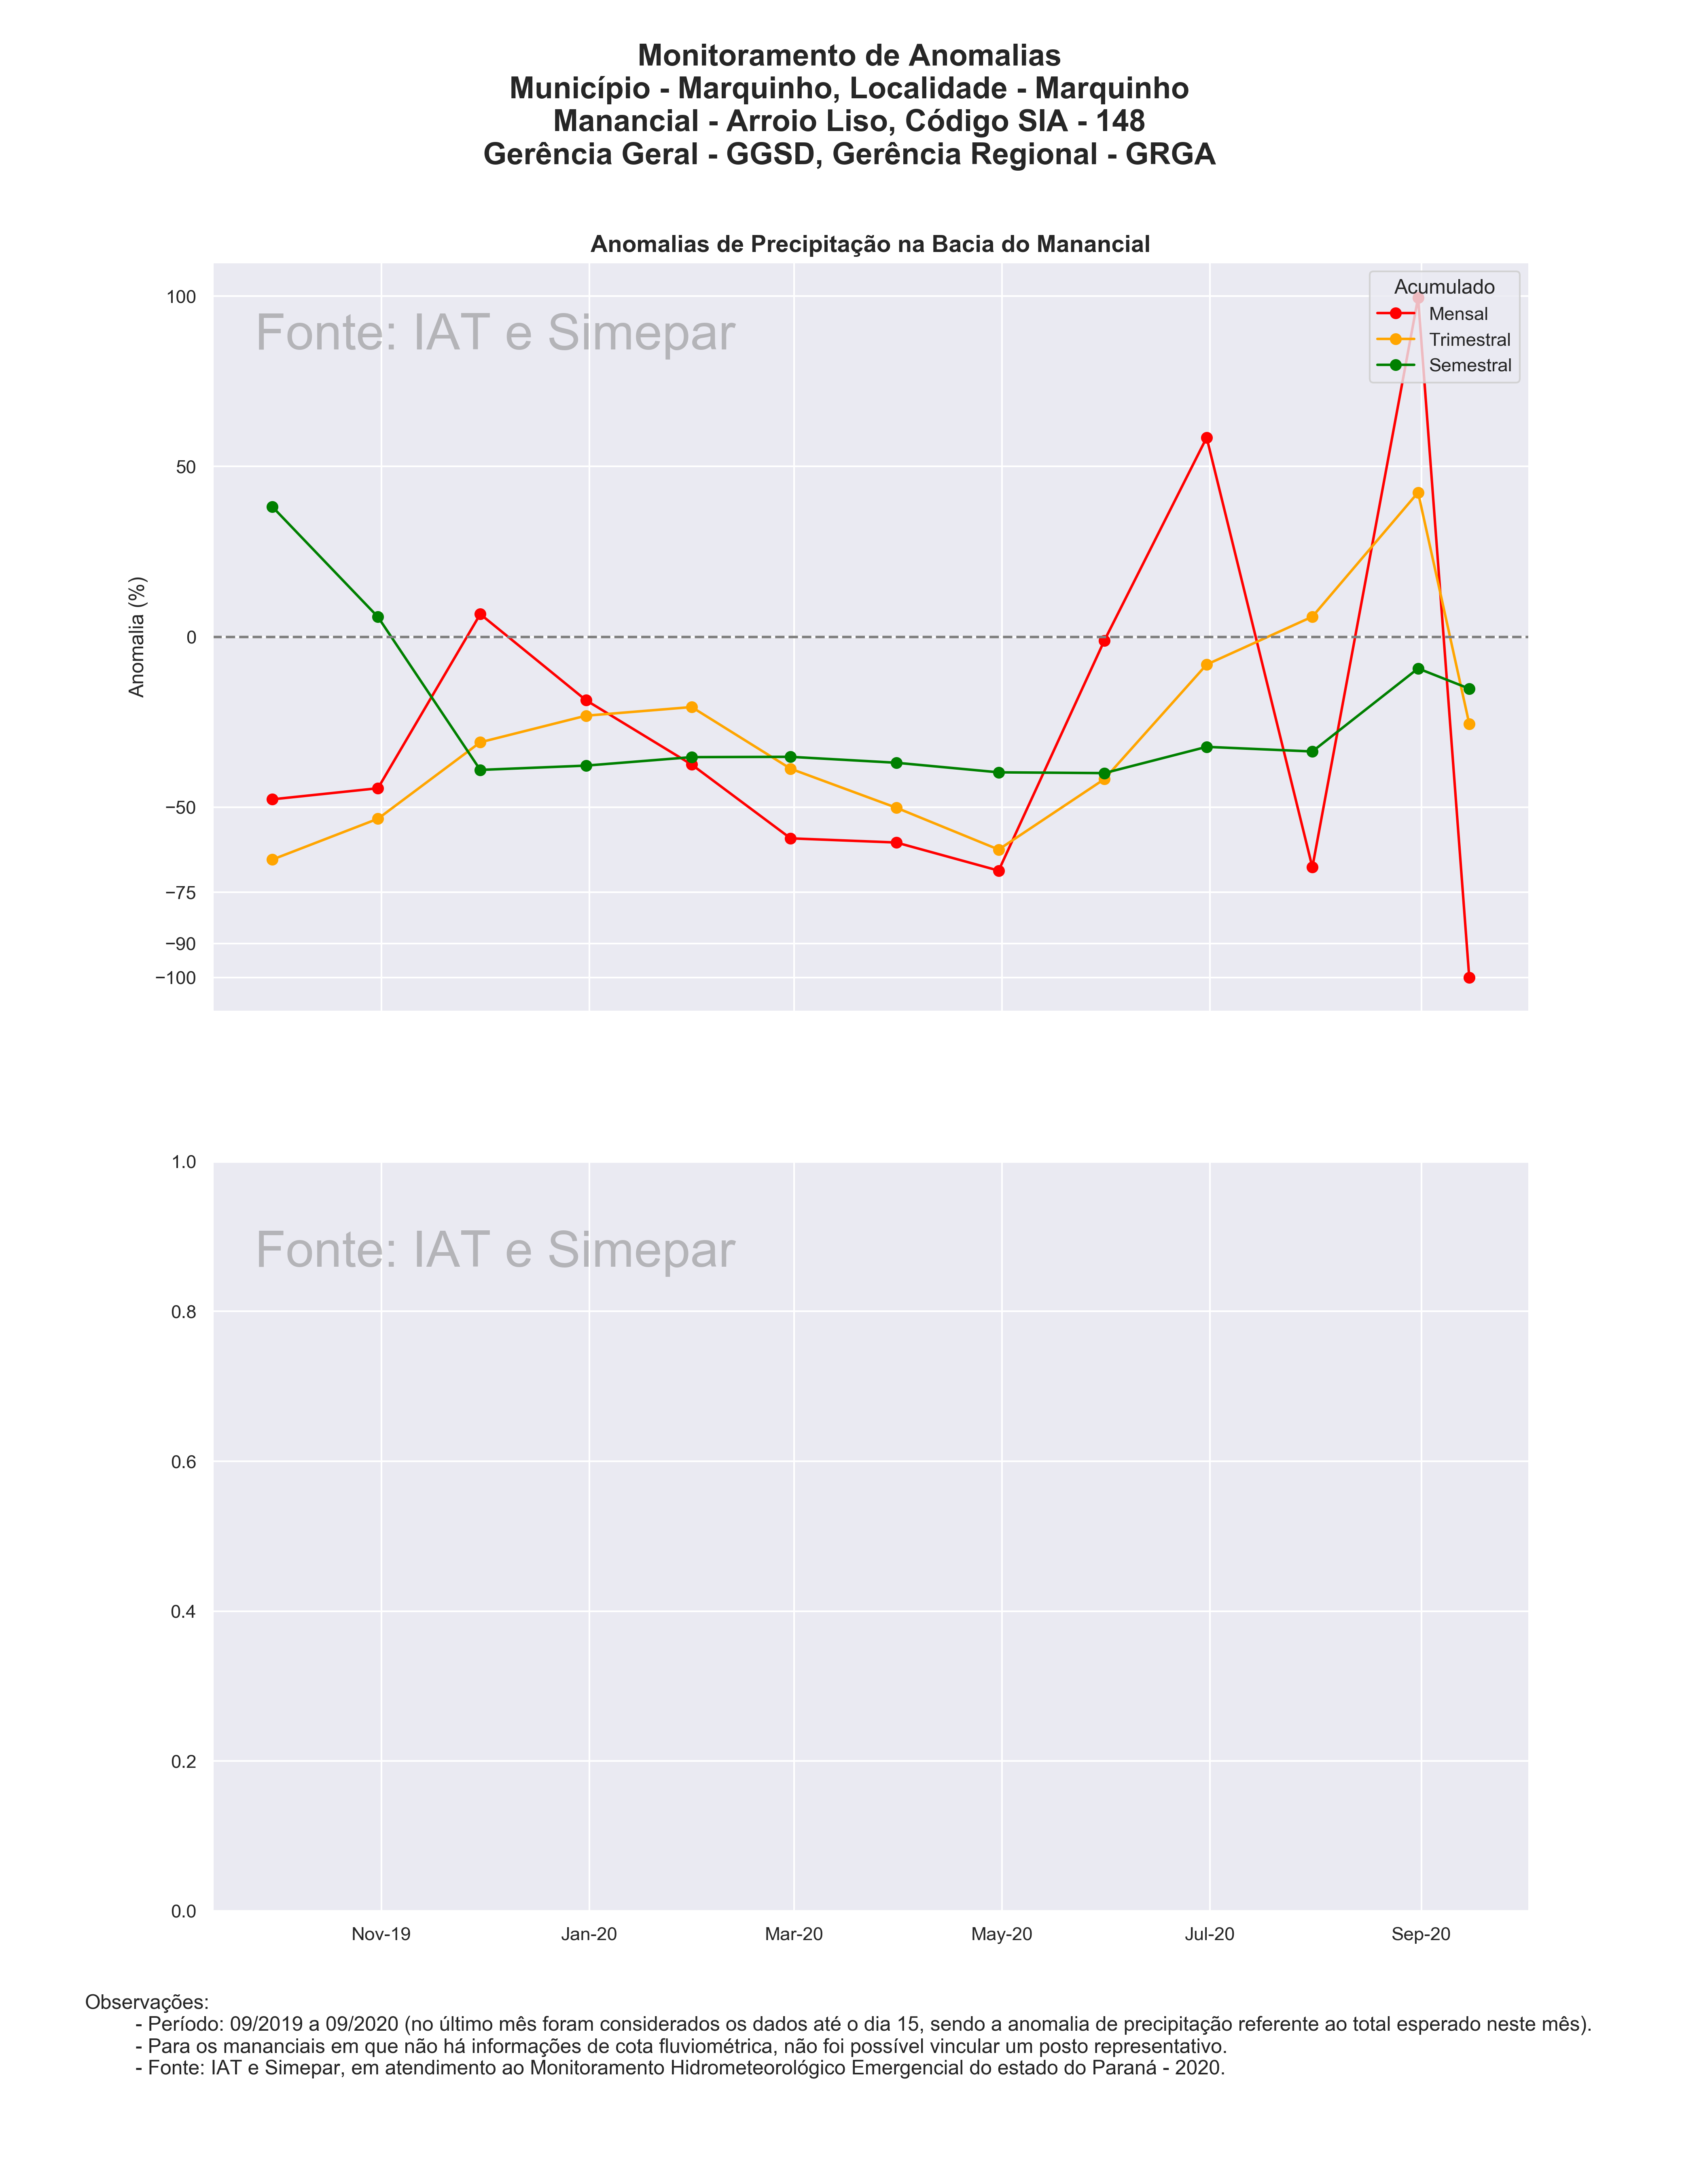 Monitoramento de Anomalias
Município - Marquinho, Localidade - Marquinho
Manancial - Arroio Liso, Código SIA - 148
Gerência Geral - GGSD, Gerência Regional - GRGA
Anomalias de Precipitação na Bacia do Manancial
Fonte: IAT e Simepar
Acumulado
Mensal
Trimestral
Semestral
Anomalia (%)
100
50
0
−50
−75
−90
−100
Fonte: IAT e Simepar
1.0
0.8
0.6
0.4
0.2
0.0
Nov-19 Jan-20 Mar-20 May-20 Jul-20 Sep-20
Observações:
- Período: 09/2019 a 09/2020 (no último mês foram considerados os dados até o dia 15, sendo a anomalia de precipitação referente ao total esperado neste mês).
- Para os mananciais em que não há informações de cota fluviométrica, não foi possível vincular um posto representativo.
- Fonte: IAT e Simepar, em atendimento ao Monitoramento Hidrometeorológico Emergencial do estado do Paraná - 2020.